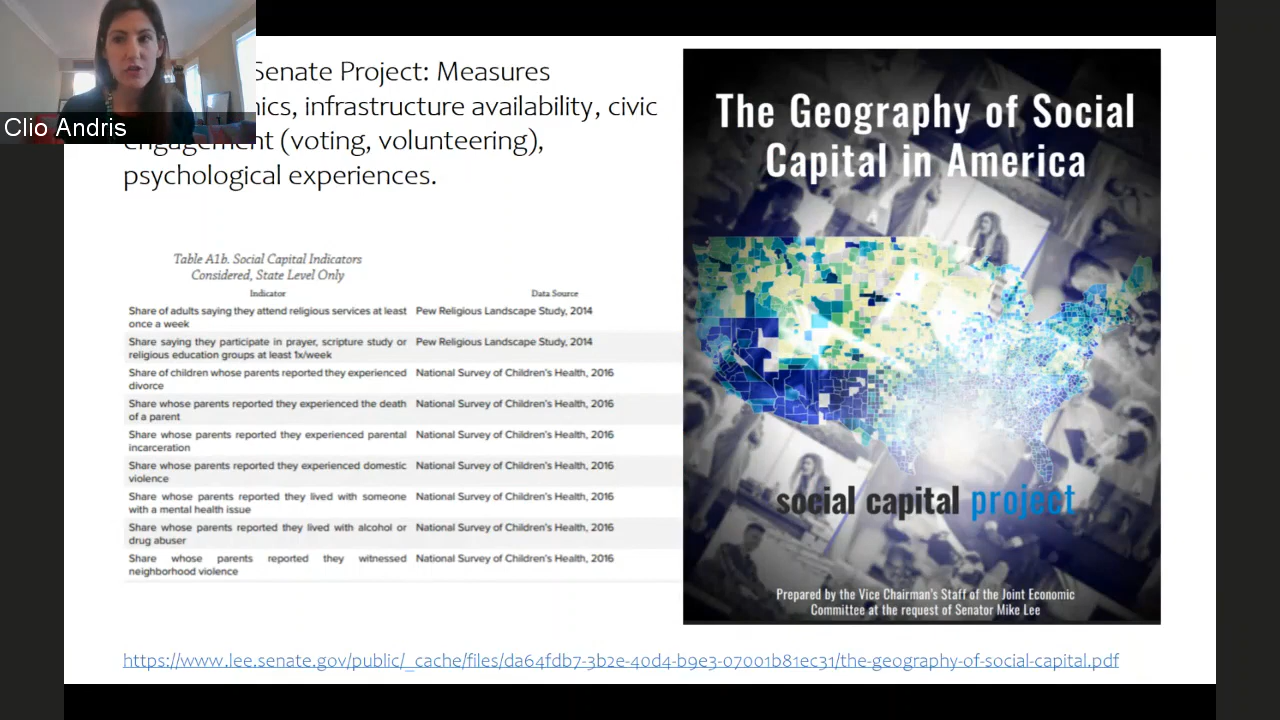 Clio Andris
Senate Project: Measures
infrastructure availability, civic
engagement (voting, volunteering),
psychological experiences.
Table A1b. Social Capital Indicators
Considered, State Level Only
Indicator Data Source
Share of adults saying they attend religious services at least Pew Religious Landscape Study, 2014
once a week
Share saying they participate in prayer, scripture study or Pew Religious Landscape Study, 2014
religious education groups at least 1x/week
Share of children whose parents reported they experienced National Survey of Children's Health, 2016
divorce
Share whose parents reported they experienced the death National Survey of Children's Health, 2016
of a parent
Share whose parents reported they experienced parental National Survey of Children's Health, 2016
incarceration
Share whose parents reported they experienced domestic National Survey of Children's Health, 2016
violence
Share whose parents reported they lived with someone National Survey of Children's Health, 2016
with a mental health issue
Share whose parents reported they lived with alcohol or National Survey of Children's Health, 2016
drug abuser
Share whose parents reported they witnessed National Survey of Children's Health, 2016
neighborhood violence
The Geography of Social
Capital in America
social capital project
Prepared by the Vice Chairman's Staff of the Joint Economic
Committee at the request of Senator Mike Lee
https://www.lee.senate.gov/public/_cache/files/da64fdb7-3b2e-40d4-b9e3-07001b81ec31/the-geography-of-social-capital.pdf